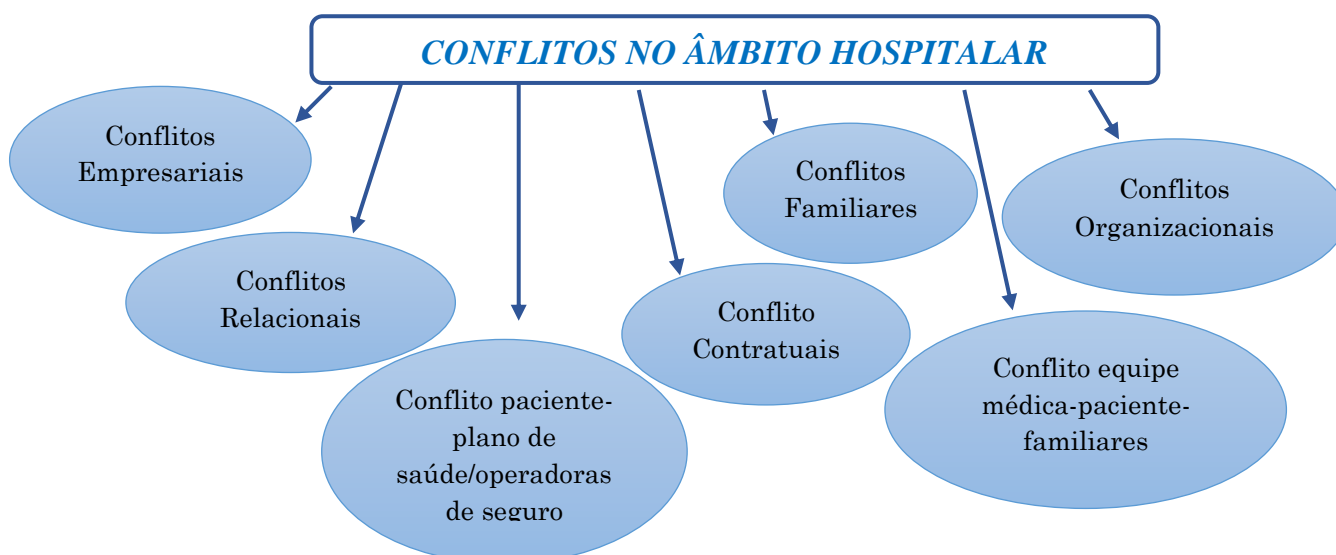 CONFLITOS NO ÂMBITO HOSPITALAR
Conflitos
Empresariais
Conflitos
Relacionais
Conflito paciente-
plano de
saúde/operadoras
de seguro
Conflito
Contratuais
Conflitos
Familiares
Conflito equipe
médica-paciente-
familiares
Conflitos
Organizacionais